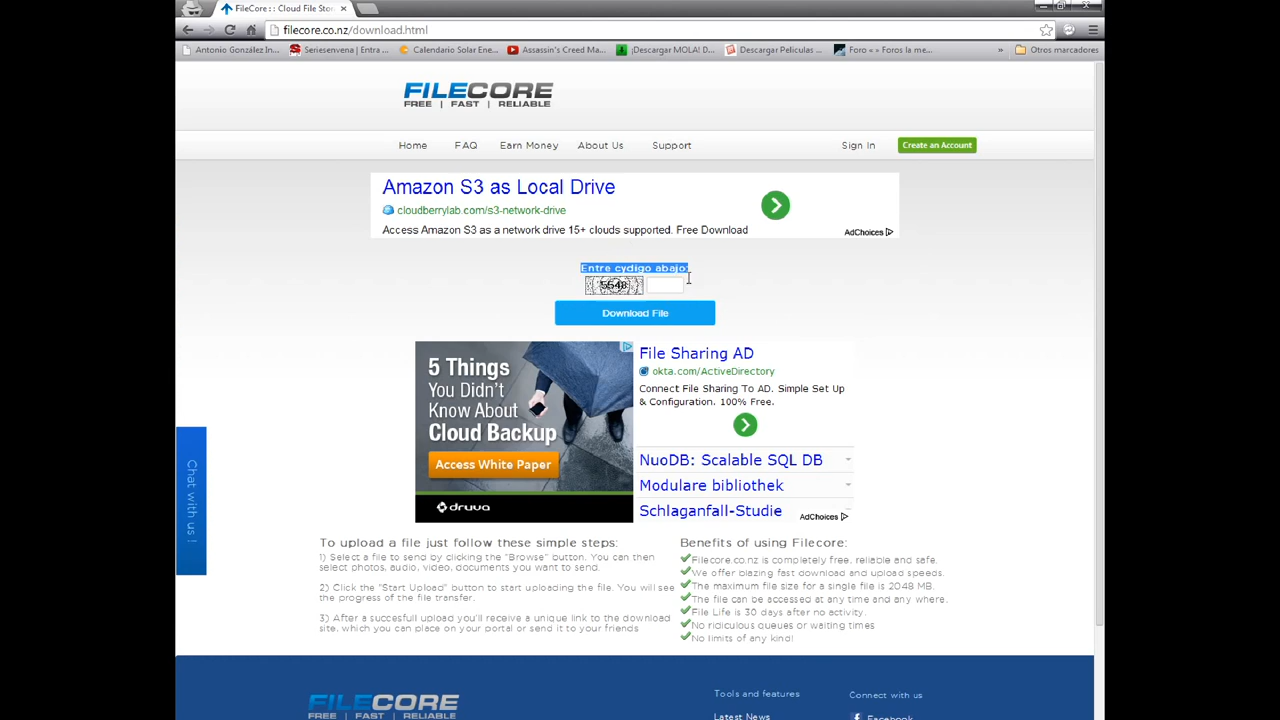 FileCore :: Cloud File Stor
filecore.co.nz/download.html
Antonio González In...
Seriesenvena | Entra ...
Calendario Solar Ene...
Assassin's Creed Ma...
¡Descargar MOLA! D...
Descargar Peliculas ...
Foro « » Foros la me...
»
Otros marcadores
FILECORE
FREE | FAST | RELIABLE
Home FAQ Earn Money About Us Support Sign In Create an Account
Amazon S3 as Local Drive
cloudberrylab.com/s3-network-drive
Access Amazon S3 as a network drive 15+ clouds supported. Free Download
AdChoices
Entre cydigo abajo:
5548
Download File
5 Things
You Didn't
Know About
Cloud Backup
Access White Paper
druva
File Sharing AD
okta.com/ActiveDirectory
Connect File Sharing To AD. Simple Set Up
& Configuration. 100% Free.
NuoDB: Scalable SQL DB
Modulare bibliothek
Schlaganfall-Studie
AdChoices
Chat with us !
To upload a file just follow these simple steps:
1) Select a file to send by clicking the "Browse" button. You can then
select photos, audio, video, documents you want to send.
2) Click the "Start Upload" button to start uploading the file. You will see
the progress of the file transfer.
3) After a succesfull upload you'll receive a unique link to the download
site, which you can place on your portal or send it to your friends
Benefits of using Filecore:
Filecore.co.nz is completely free, reliable and safe.
We offer blazing fast download and upload speeds.
The maximum file size for a single file is 2048 MB.
The file can be accessed at any time and any where.
File Life is 30 days after no activity.
No ridiculous queues or waiting times
No limits of any kind!
FILECORE
FREE | FAST | RELIABLE
Tools and features
Latest News
Connect with us
Facebook